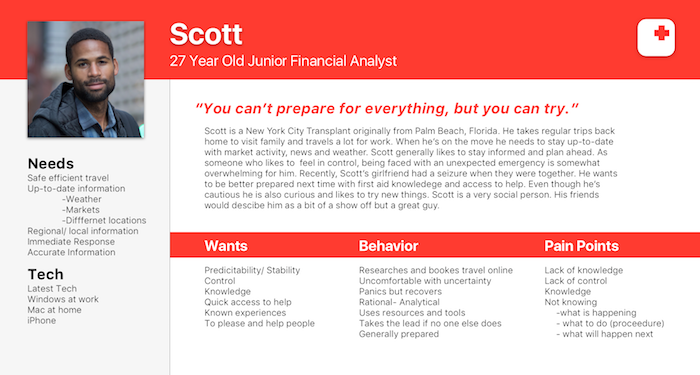 Scott
27 Year Old Junior Financial Analyst
“You can’t prepare for everything, but you can try.”
Scott is a New York City Transplant originally from Palm Beach, Florida. He takes regular trips back
home to visit family and travels a lot for work. When he’s on the move he needs to stay up-to-date
with market activity, news and weather. Scott generally likes to stay informed and plan ahead. As
someone who likes to feel in control, being faced with an unexpected emergency is somewhat
overwhelming for him. Recently, Scott’s girlfriend had a seizure when they were together. He wants
to be better prepared next time with first aid knoweledge and access to help. Even though he’s
cautious he is also curious and likes to try new things. Scott is a very social person. His friends
would descibe him as a bit of a show off but a great guy.
Needs
Safe efficient travel
Up-to-date information
-Weather
-Markets
-Difffernet locations
Regional/ local information
Immediate Response
Accurate Information
Tech
Latest Tech
Windows at work
Mac at home
iPhone
Wants
Predicitability/ Stability
Control
Knowledge
Quick access to help
Known experiences
To please and help people
Behavior
Researches and bookes travel online
Uncomfortable with uncertainty
Panics but recovers
Rational- Analytical
Uses resources and tools
Takes the lead if no one else does
Generally prepared
Pain Points
Lack of knowledge
Lack of control
Knowledge
Not knowing
-what is happening
- what to do (proceedure)
- what will happen next